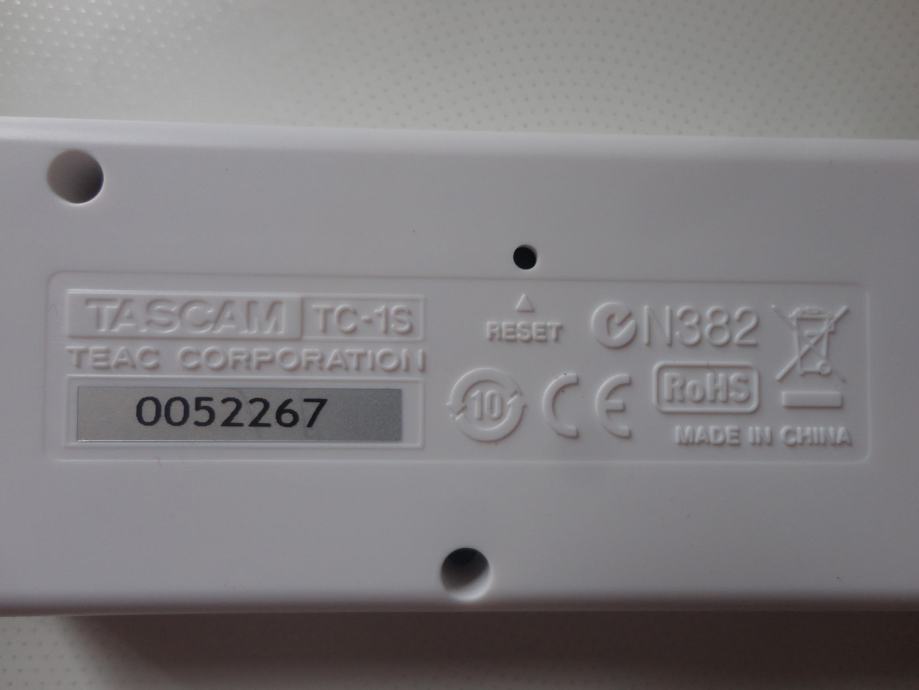 TASCAM TC-1S
TEAC CORPORATION
0052267
RESET
N382
10
CE
RoHS
MADE IN CHINA